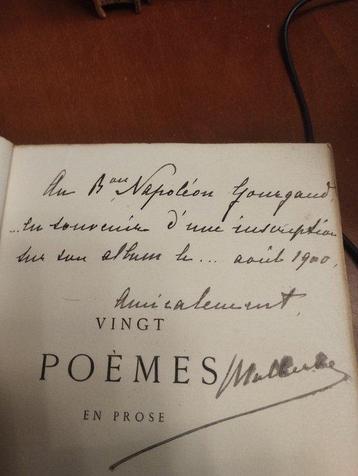 Au Bon Napoléon Gourgaud
... en souvenir d'une inscription
sur son album le ... août 1900.
Amicalement,
VINGT
POÈMES
EN PROSE